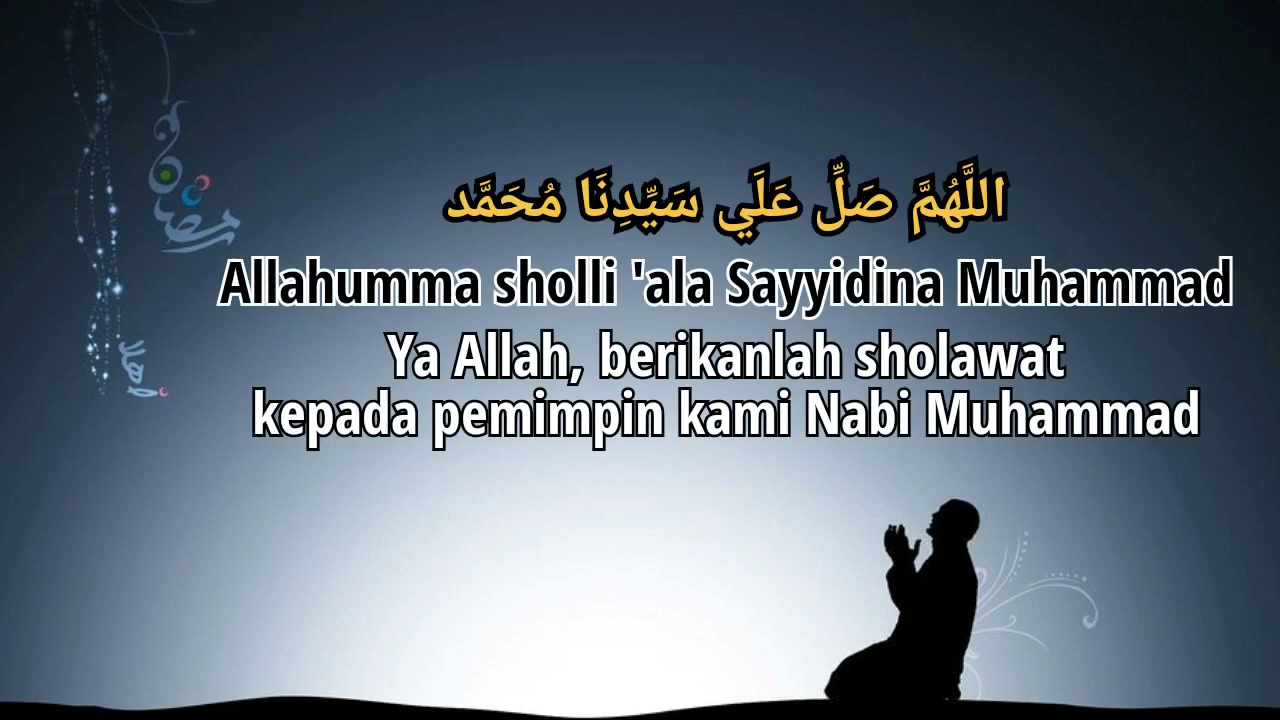 اللَّهُمَّ صَلِّ عَلَي سَيِّدِنَا مُحَمَّد
Allahumma sholli 'ala Sayyidina Muhammad
Ya Allah, berikanlah sholawat
kepada pemimpin kami Nabi Muhammad